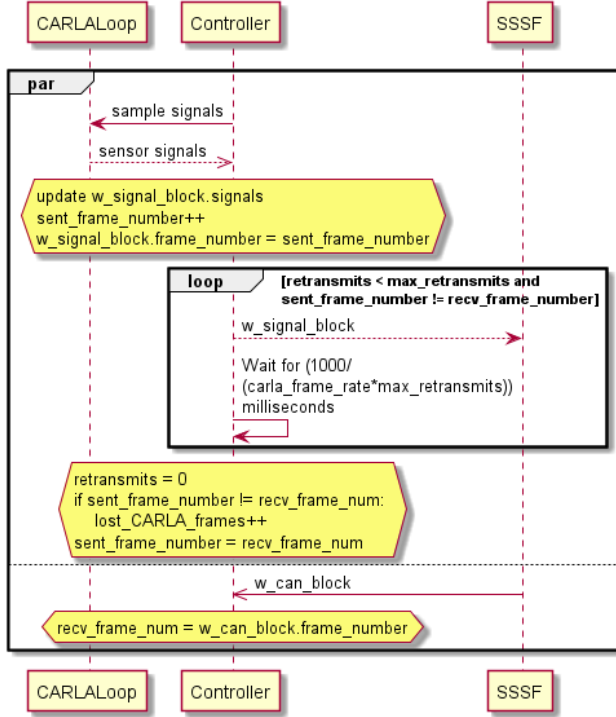 CARLALoop
Controller
SSSF
par
sample signals
sensor signals
update w_signal_block.signals
sent_frame_number++
w_signal_block.frame_number = sent_frame_number
loop
[retransmits < max_retransmits and
sent_frame_number != recv_frame_number]
w_signal_block
Wait for (1000/
(carla_frame_rate*max_retransmits))
milliseconds
retransmits = 0
if sent_frame_number != recv_frame_num:
lost_CARLA_frames++
sent_frame_number = recv_frame_num
w_can_block
recv_frame_num = w_can_block.frame_number
CARLALoop
Controller
SSSF